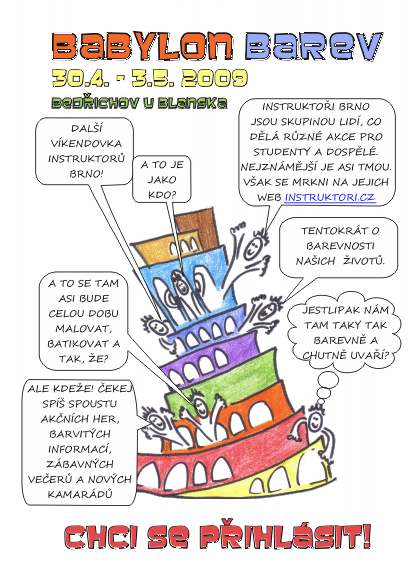 BABYLON BAREV
30.4. - 3.5. 2009
BEDŘICHOV U BLANSKA
DALŠÍ
VÍKENDOVKA
INSTRUKTORŮ
BRNO!
A TO JE
JAKO
KDO?
INSTRUKTOŘI BRNO
JSOU SKUPINOU LIDÍ, CO
DĚLÁ RŮZNÉ AKCE PRO
STUDENTY A DOSPĚLÉ.
NEJZNÁMĚJŠÍ JE ASI TMOU.
VŠAK SE MRKNI NA JEJICH
WEB INSTRUKTORI.CZ
TENTOKRÁT O
BAREVNOSTI
NAŠICH ŽIVOTŮ.
A TO SE TAM
ASI BUDE
CELOU DOBU
MALOVAT,
BATIKOVAT A
TAK, ŽE?
JESTLIPAK NÁM
TAM TAKY TAK
BAREVNĚ A
CHUTNĚ UVAŘÍ?
ALE KDEŽE! ČEKEJ
SPÍŠ SPOUSTU
AKČNÍCH HER,
BARVITÝCH
INFORMACÍ,
ZÁBAVNÝCH
VEČERŮ A NOVÝCH
KAMARÁDŮ
CHCI SE PŘIHLÁSIT!